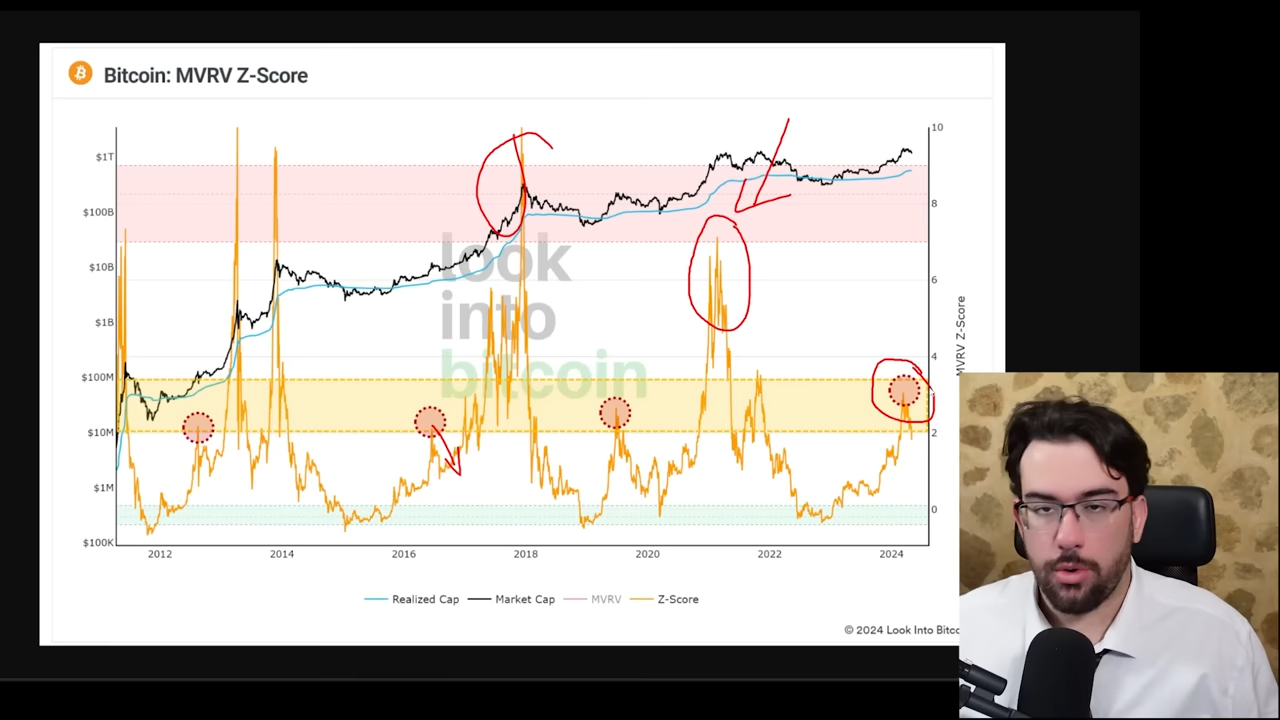 Bitcoin: MVRV Z-Score
10
$1T
$100B
8
look
$10B
6
into
$1B
MVRV Z-Score
bitcoin
4
$100M
$10M
2
$1M
0
$100K
2012
2014
2016
2018
2020
2022
2024
Realized Cap
Market Cap
MVRV
Z-Score
© 2024 Look Into Bitco